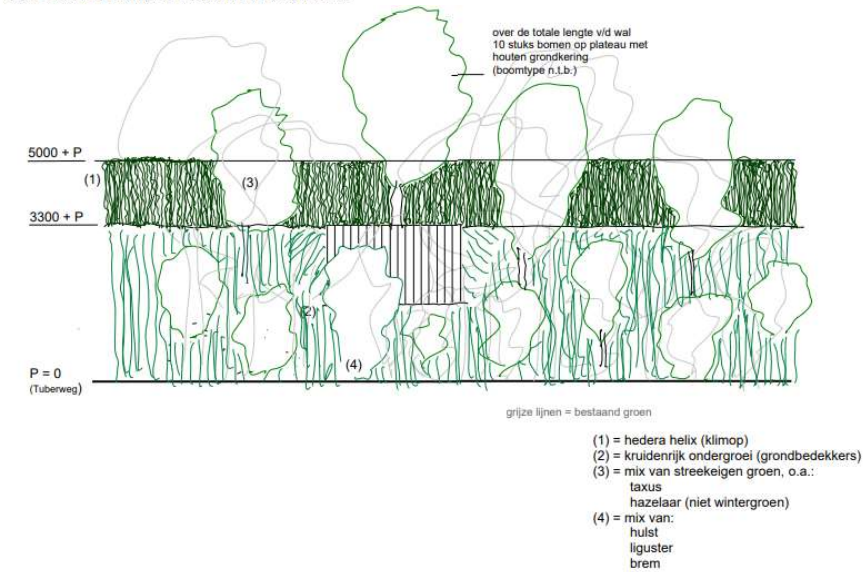 over de totale lengte v/d wal
10 stuks bomen op plateau met
houten grondkering
(boomtype n.t.b.)
5000 + P
(1)
(3)
3300 + P
(2)
(4)
P = 0
(Tuberweg)
grijze lijnen = bestaand groen
(1) = hedera helix (klimop)
(2) = kruidenrijk ondergroei (grondbedekkers)
(3) = mix van streekeigen groen, o.a.:
taxus
hazelaar (niet wintergroen)
(4) = mix van:
hulst
liguster
brem